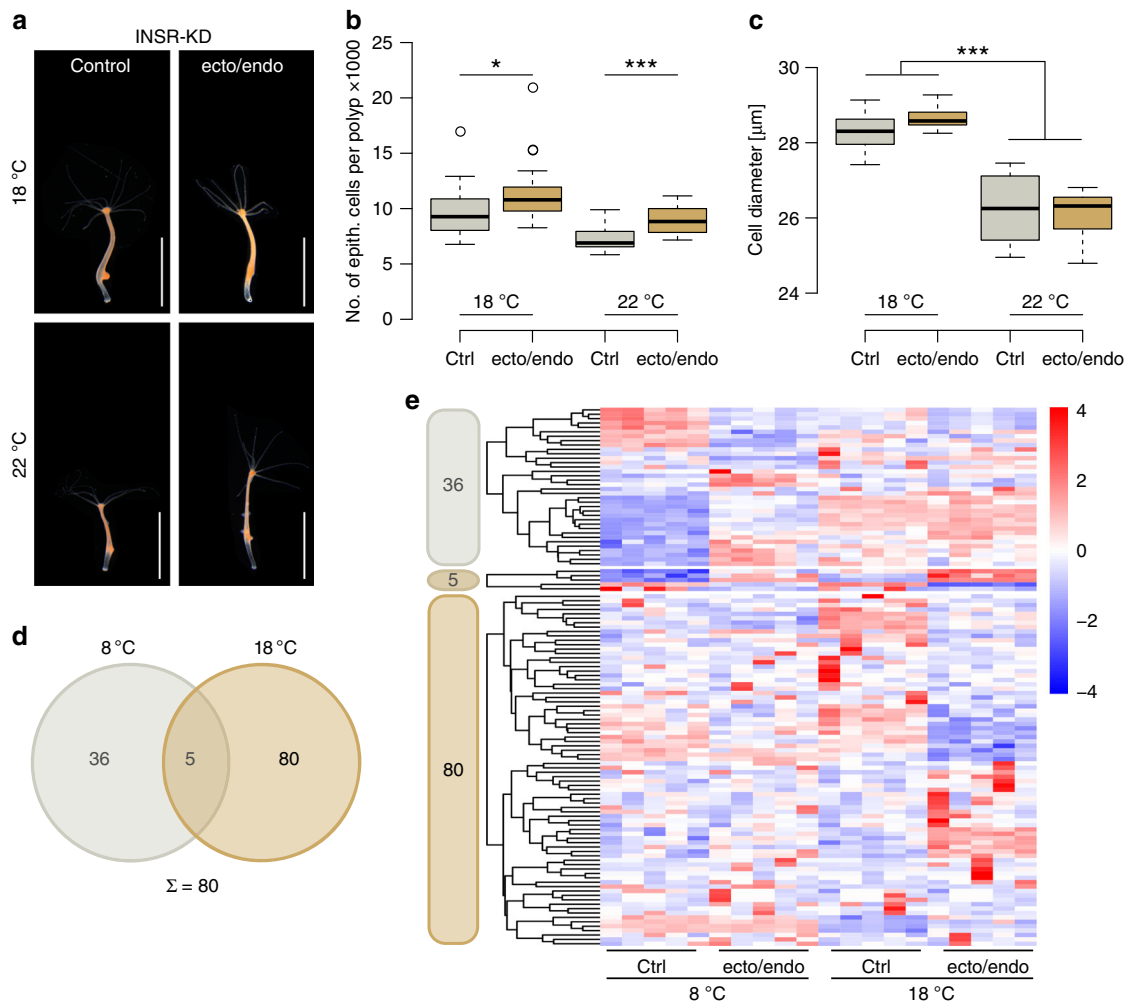 a
INSR-KD
Control
ecto/endo
18 °C
22 °C
b
No. of epith. cells per polyp ×1000
25
20
15
10
5
0
*
***
18 °C
22 °C
Ctrl
ecto/endo
Ctrl
ecto/endo
c
Cell diameter [µm]
30
28
26
24
***
18 °C
22 °C
Ctrl
ecto/endo
Ctrl
ecto/endo
d
8 °C
18 °C
36
5
80
Σ = 80
e
36
5
80
4
2
0
−2
−4
Ctrl
ecto/endo
Ctrl
ecto/endo
8 °C
18 °C